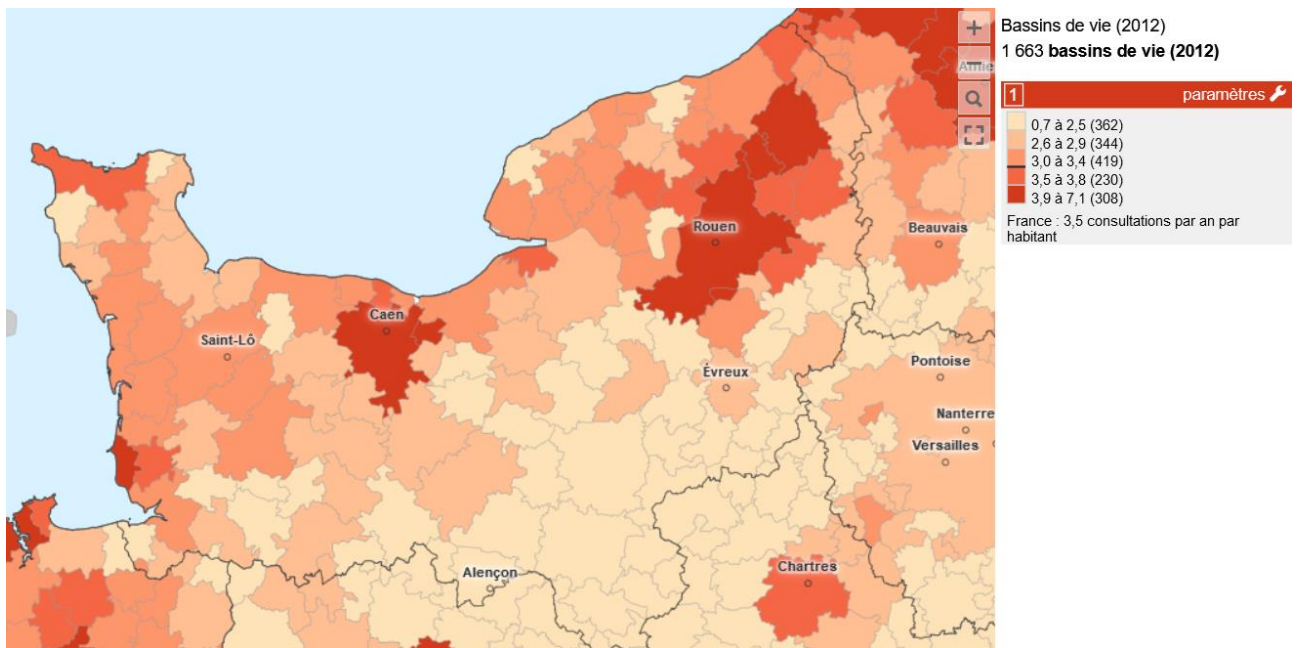 Amie
Rouen
Beauvais
Caen
Saint-Lô
Pontoise
Évreux
Nanterre
Versailles
Alençon
Chartres
Bassins de vie (2012)
1 663 bassins de vie (2012)
1 paramètres
0,7 à 2,5 (362)
2,6 à 2,9 (344)
3,0 à 3,4 (419)
3,5 à 3,8 (230)
3,9 à 7,1 (308)
France : 3,5 consultations par an par
habitant